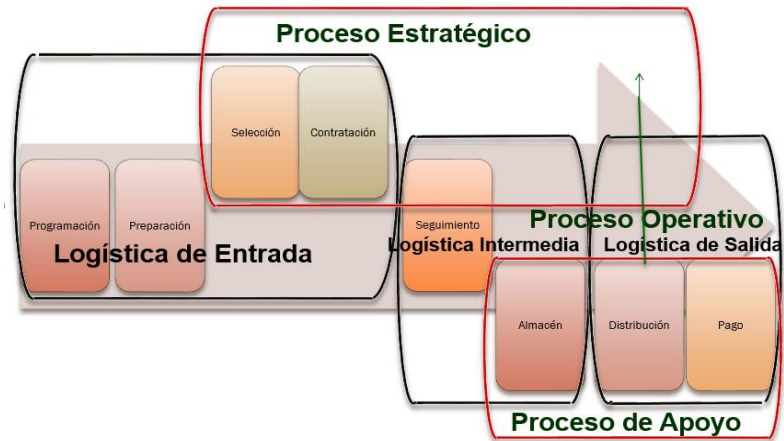 Proceso Estratégico
Selección
Contratación
Programación
Preparación
Logística de Entrada
Seguimiento
Proceso Operativo
Logística Intermedia
Logística de Salida
Almacén
Distribución
Pago
Proceso de Apoyo